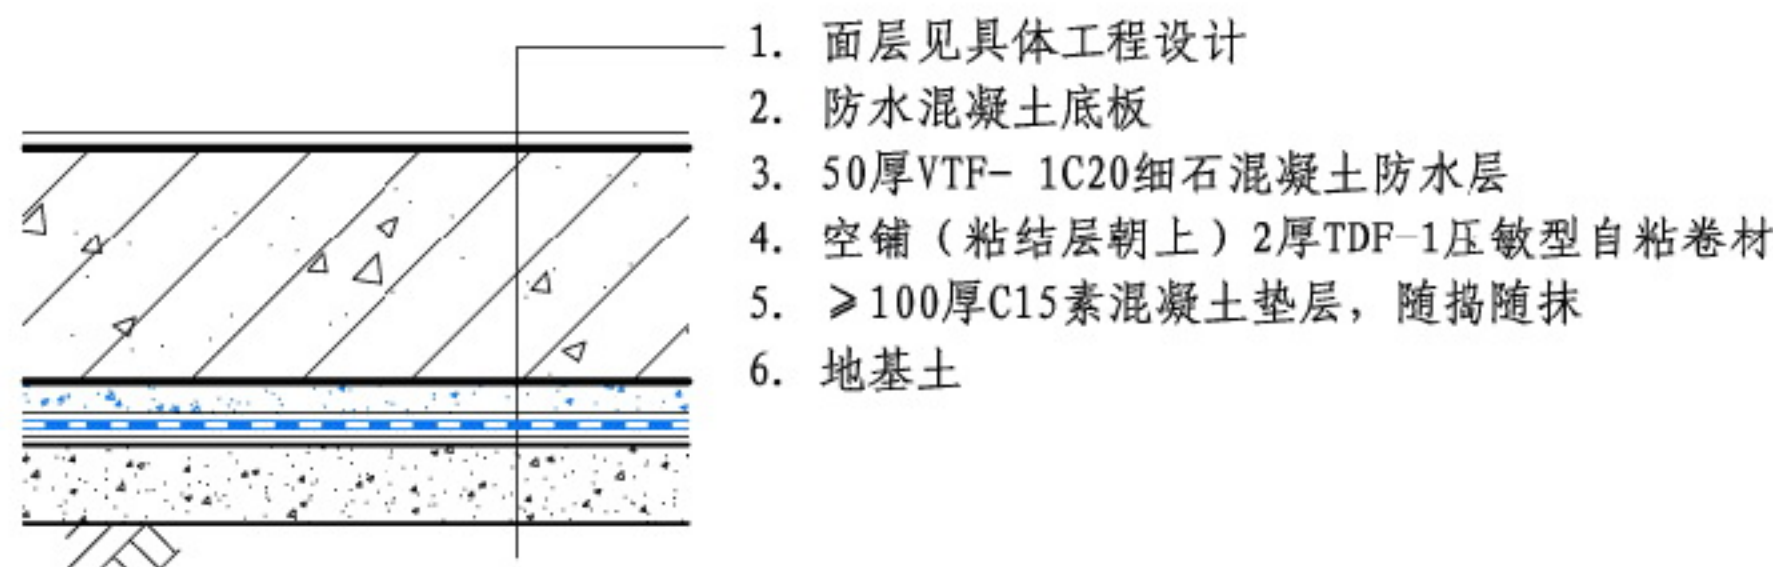 1. 面层见具体工程设计
2. 防水混凝土底板
3. 50厚VTF- 1C20细石混凝土防水层
4. 空铺（粘结层朝上）2厚TDF-1压敏型自粘卷材
5. ≥100厚C15素混凝土垫层，随捣随抹
6. 地基土